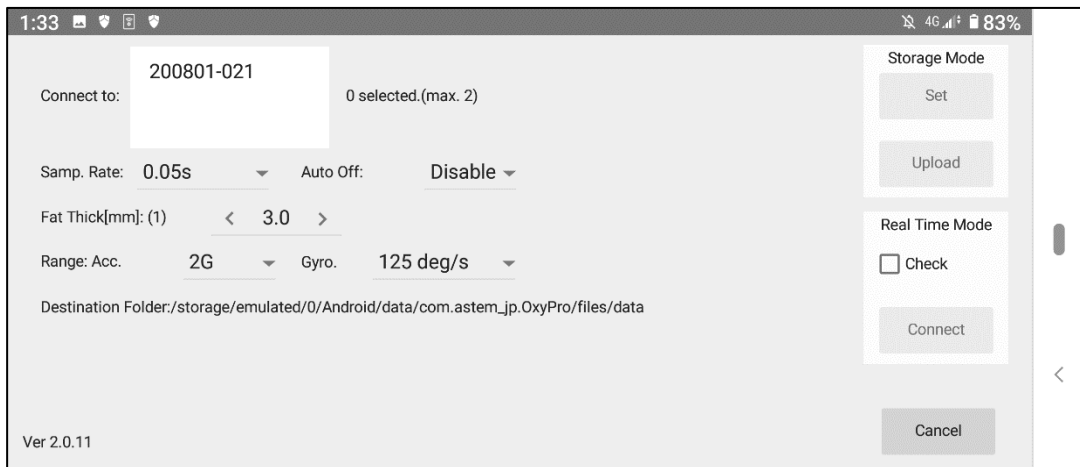 1:33 4G 83%
200801-021
Connect to: 0 selected.(max. 2)
Samp. Rate: 0.05s Auto Off: Disable
Fat Thick[mm]: (1) < 3.0 >
Range: Acc. 2G Gyro. 125 deg/s
Destination Folder:/storage/emulated/0/Android/data/com.astem_jp.OxyPro/files/data
Ver 2.0.11
Storage Mode
Set
Upload
Real Time Mode
Check
Connect
Cancel